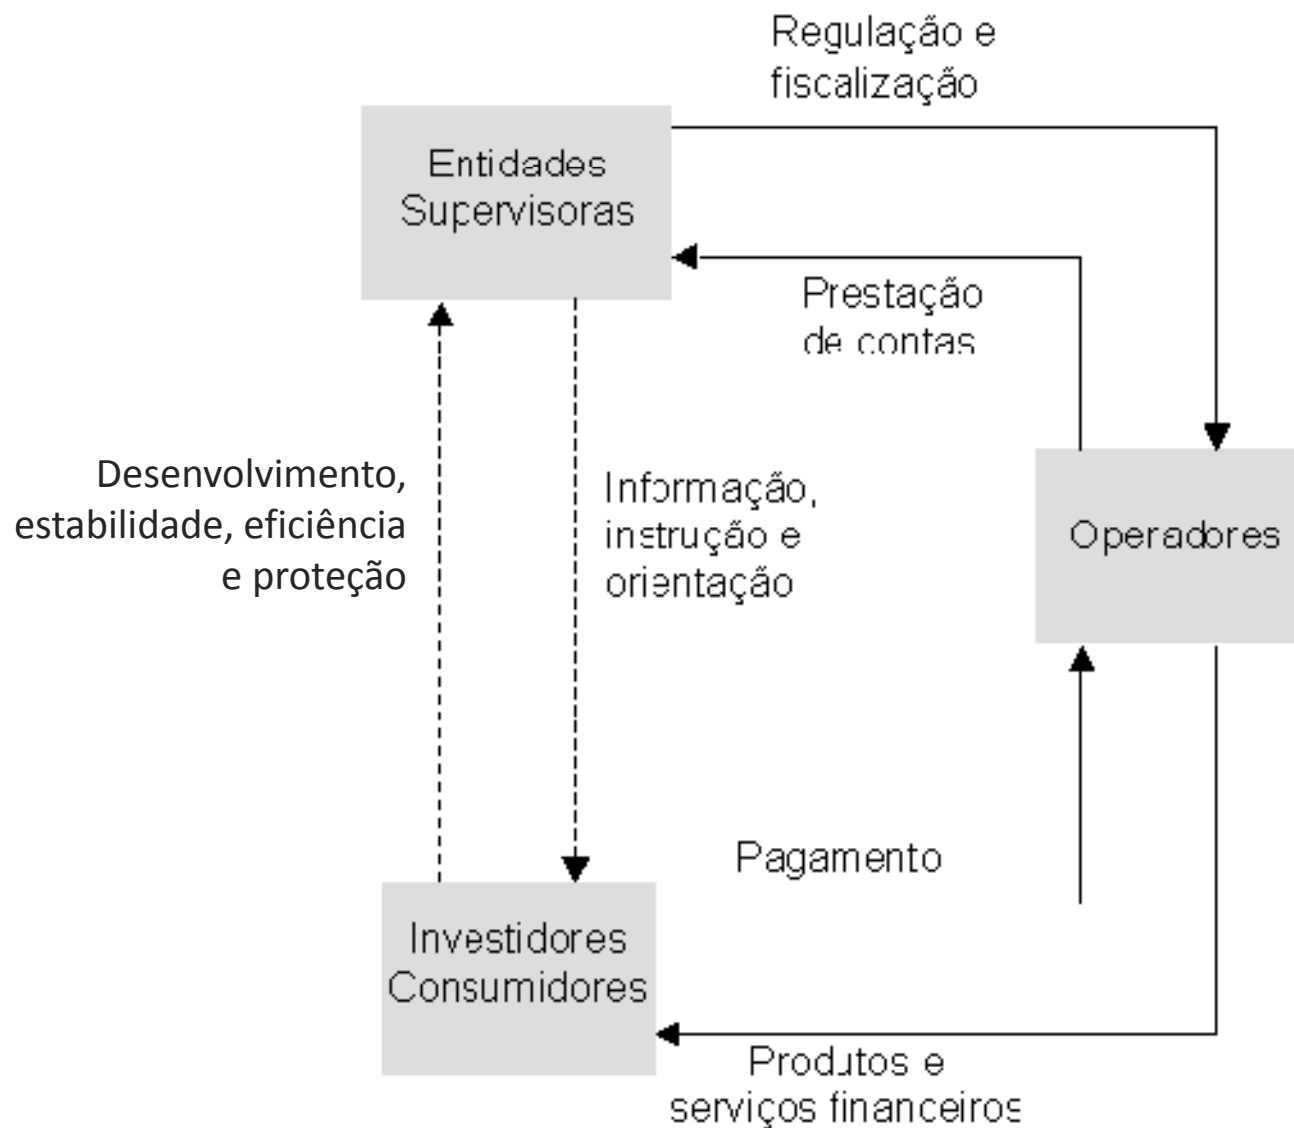 Regulação e
fiscalização
Entidades
Supervisoras
Prestação
de contas
Desenvolvimento,
estabilidade, eficiência
e proteção
Informação,
instrução e
orientação
Operadores
Pagamento
Investidores
Consumidores
Produtos e
serviços financeiros